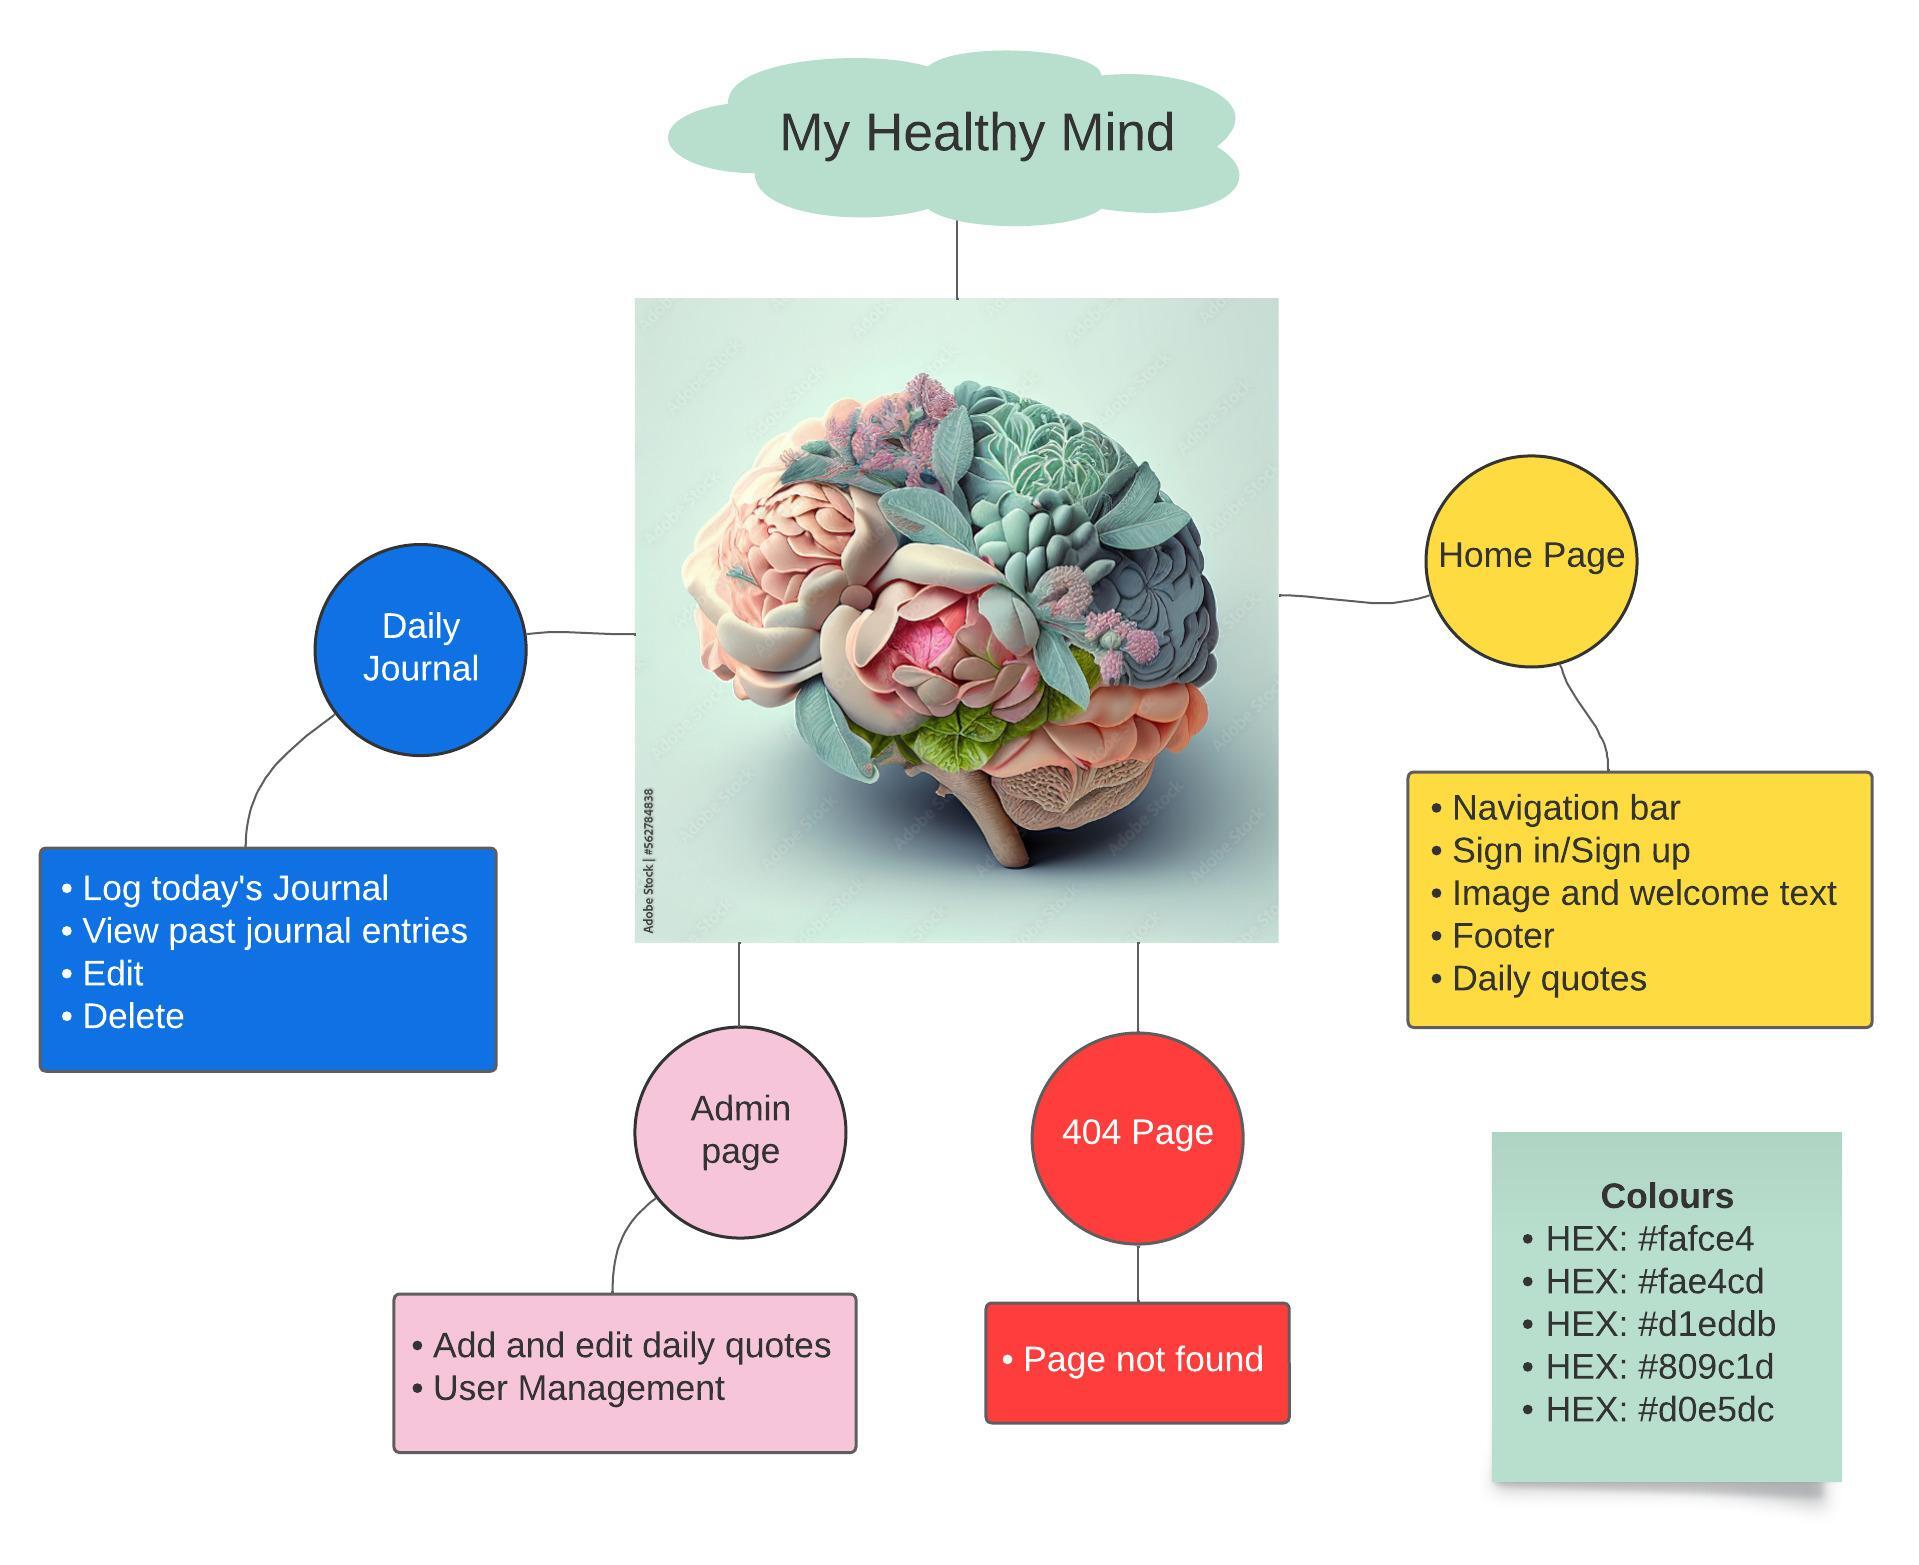 My Healthy Mind
Adobe Stock | #562784838
Daily
Journal
• Log today's Journal
• View past journal entries
• Edit
• Delete
Home Page
• Navigation bar
• Sign in/Sign up
• Image and welcome text
• Footer
• Daily quotes
Admin
page
• Add and edit daily quotes
• User Management
404 Page
• Page not found
Colours
• HEX: #fafce4
• HEX: #fae4cd
• HEX: #d1eddb
• HEX: #809c1d
• HEX: #d0e5dc